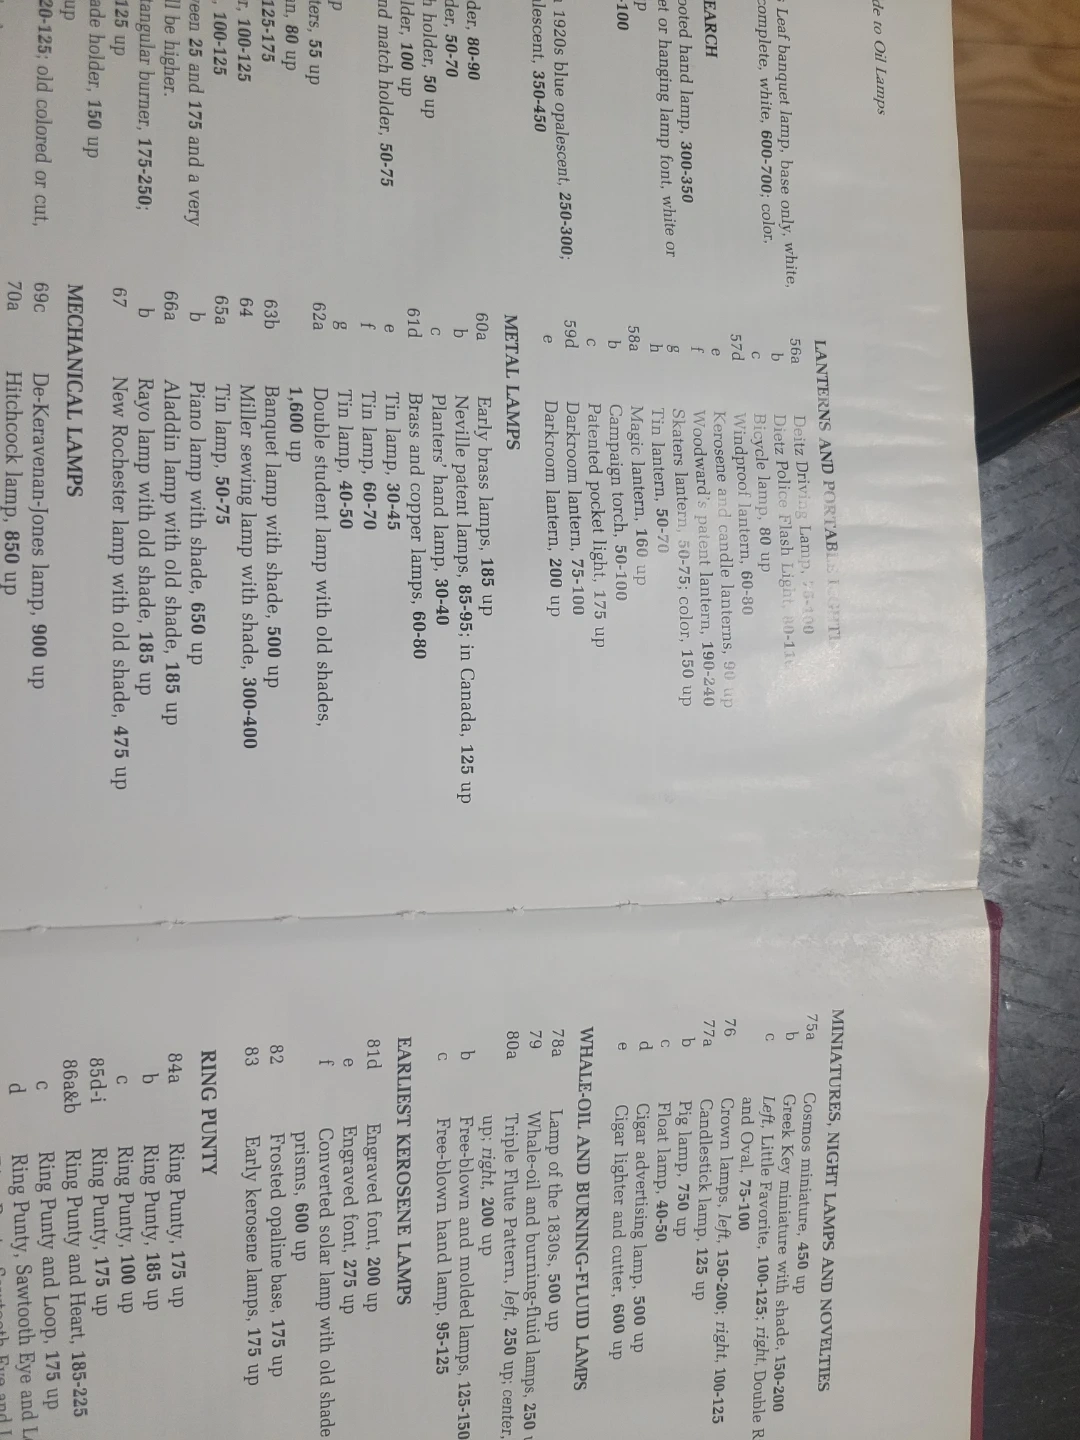 de to Oil Lamps
Leaf banquet lamp, base only, white,
complete, white, 600-700; color,
EARCH
ooted hand lamp, 300-350
et or hanging lamp font, white or
p
-100
1920s blue opalescent, 250-300;
lescent, 350-450
der, 80-90
der, 50-70
h holder, 50 up
lder, 100 up
nd match holder, 50-75
p
ters, 55 up
an, 80 up
125-175
r, 100-125
, 100-125
een 25 and 175 and a very
ll be higher.
tangular burner, 175-250;
125 up
ade holder, 150 up
up
20-125; old colored or cut,
LANTERNS AND PORTABLE LIGHTI
56a Deitz Driving Lamp, 75-100
b Dietz Police Flash Light, 80-110
c Bicycle lamp, 80 up
57d Windproof lantern, 60-80
e Kerosene and candle lanterns, 90 up
f Woodward's patent lantern, 190-240
g Skaters lantern, 50-75; color, 150 up
h Tin lantern, 50-70
58a Magic lantern, 160 up
b Campaign torch, 50-100
c Patented pocket light, 175 up
59d Darkroom lantern, 75-100
e Darkroom lantern, 200 up
METAL LAMPS
60a Early brass lamps, 185 up
b Neville patent lamps, 85-95; in Canada, 125 up
c Planters' hand lamp, 30-40
61d Brass and copper lamps, 60-80
e Tin lamp, 30-45
f Tin lamp, 60-70
g Tin lamp, 40-50
62a Double student lamp with old shades,
1,600 up
63b Banquet lamp with shade, 500 up
64 Miller sewing lamp with shade, 300-400
65a Tin lamp, 50-75
b Piano lamp with shade, 650 up
66a Aladdin lamp with old shade, 185 up
b Rayo lamp with old shade, 185 up
67 New Rochester lamp with old shade, 475 up
MECHANICAL LAMPS
69c De-Keravenan-Jones lamp, 900 up
70a Hitchcock lamp, 850 up
MINIATURES, NIGHT LAMPS AND NOVELTIES
75a Cosmos miniature, 450 up
b Greek Key miniature with shade, 150-200
c Left, Little Favorite, 100-125; right, Double R
and Oval, 75-100
76 Crown lamps, left, 150-200; right, 100-125
77a Candlestick lamp, 125 up
b Pig lamp, 750 up
c Float lamp, 40-50
d Cigar advertising lamp, 500 up
e Cigar lighter and cutter, 600 up
WHALE-OIL AND BURNING-FLUID LAMPS
78a Lamp of the 1830s, 500 up
79 Whale-oil and burning-fluid lamps, 250
80a Triple Flute Pattern, left, 250 up; center,
up; right, 200 up
b Free-blown and molded lamps, 125-150
c Free-blown hand lamp, 95-125
EARLIEST KEROSENE LAMPS
81d Engraved font, 200 up
e Engraved font, 275 up
f Converted solar lamp with old shade
prisms, 600 up
82 Frosted opaline base, 175 up
83 Early kerosene lamps, 175 up
RING PUNTY
84a Ring Punty, 175 up
b Ring Punty, 185 up
c Ring Punty, 100 up
85d-i Ring Punty, 175 up
86a&b Ring Punty and Heart, 185-225
c Ring Punty and Loop, 175 up
d Ring Punty, Sawtooth Eye and L